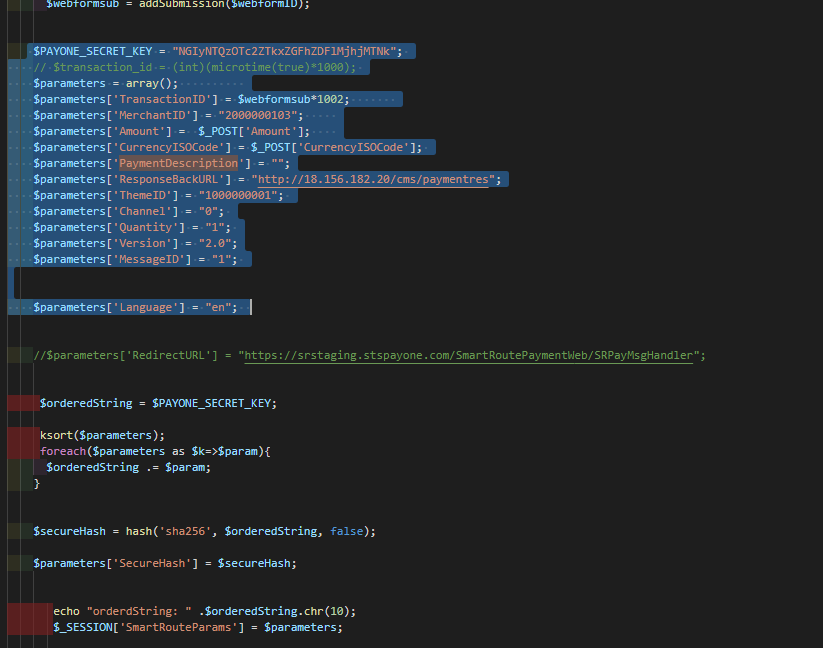 $webformsub = addSubmission($webformID);
$PAYONE_SECRET_KEY = "NGIyNTQzOTc2ZTkxZGFhZDFlMjhjMTNk";
// $transaction_id = (int)(microtime(true)*1000);
$parameters = array();
$parameters['TransactionID'] = $webformsub*1002;
$parameters['MerchantID'] = "2000000103";
$parameters['Amount'] = $_POST['Amount'];
$parameters['CurrencyISOCode'] = $_POST['CurrencyISOCode'];
$parameters['PaymentDescription'] = "";
$parameters['ResponseBackURL'] = "http://18.156.182.20/cms/paymentres";
$parameters['ThemeID'] = "1000000001";
$parameters['Channel'] = "0";
$parameters['Quantity'] = "1";
$parameters['Version'] = "2.0";
$parameters['MessageID'] = "1";
$parameters['Language'] = "en";
//$parameters['RedirectURL'] = "https://srstaging.stspayone.com/SmartRoutePaymentWeb/SRPayMsgHandler";
$orderedString = $PAYONE_SECRET_KEY;
ksort($parameters);
foreach($parameters as $k=>$param){
$orderedString .= $param;
}
$secureHash = hash('sha256', $orderedString, false);
$parameters['SecureHash'] = $secureHash;
echo "orderdString: " .$orderedString.chr(10);
$_SESSION['SmartRouteParams'] = $parameters;